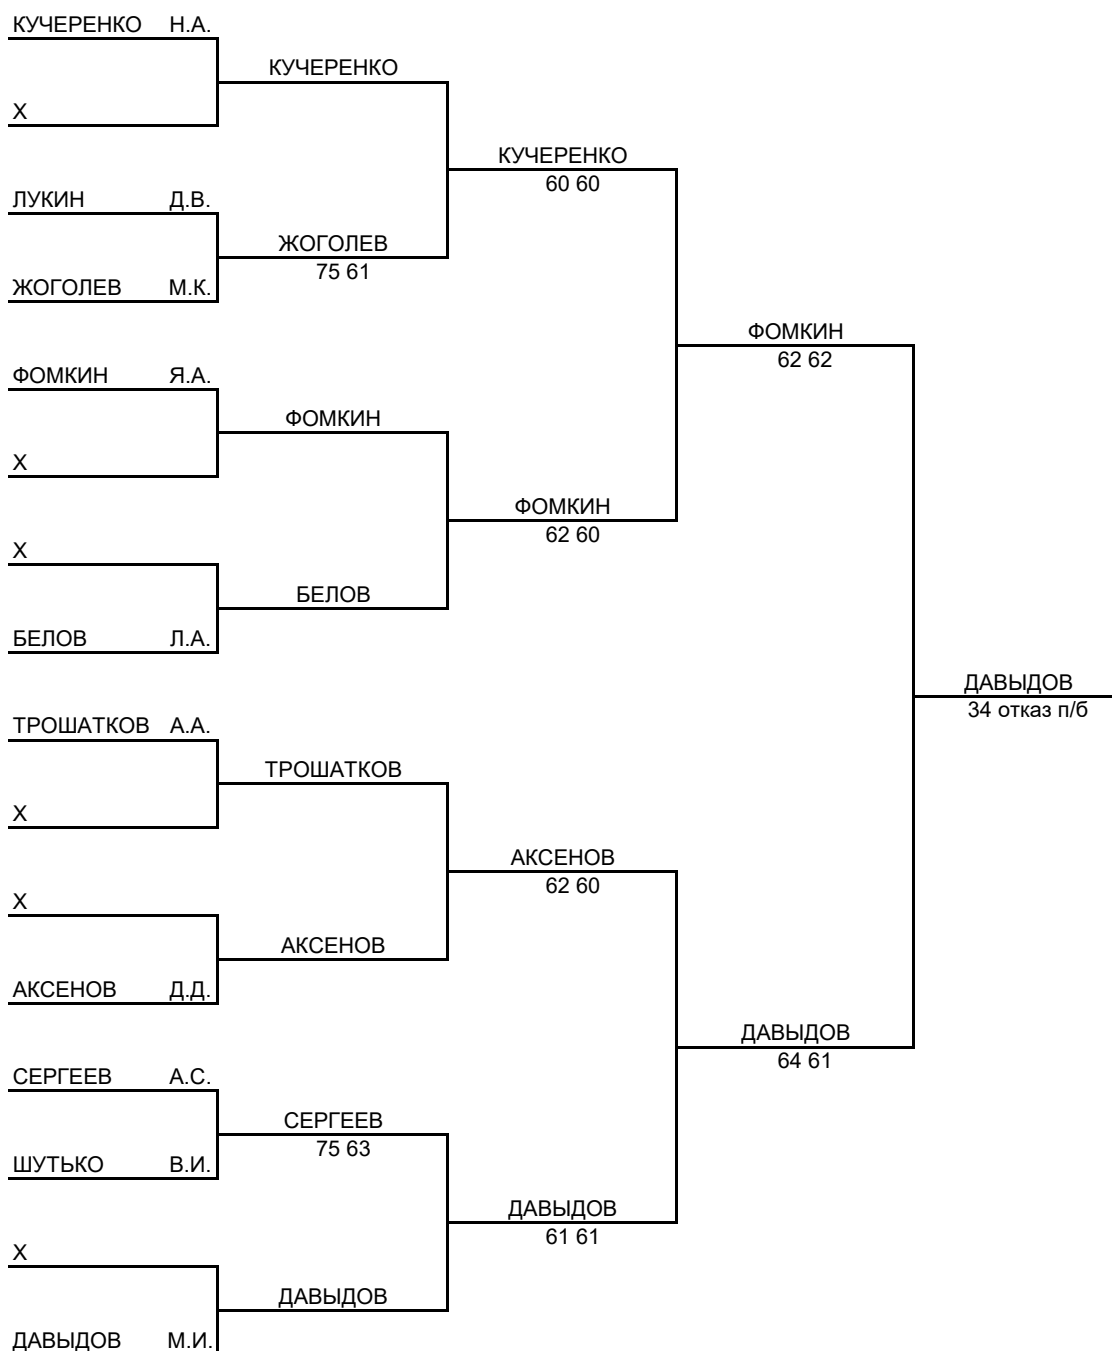 КУЧЕРЕНКО Н.А.
КУЧЕРЕНКО
Х
КУЧЕРЕНКО
60 60
ЛУКИН Д.В.
ЖОГОЛЕВ
75 61
ЖОГОЛЕВ М.К.
ФОМКИН
62 62
ФОМКИН Я.А.
ФОМКИН
Х
ФОМКИН
62 60
Х
БЕЛОВ
БЕЛОВ Л.А.
ДАВЫДОВ
34 отказ п/б
ТРОШАТКОВ А.А.
ТРОШАТКОВ
Х
АКСЕНОВ
62 60
Х
АКСЕНОВ
АКСЕНОВ Д.Д.
ДАВЫДОВ
64 61
СЕРГЕЕВ А.С.
СЕРГЕЕВ
75 63
ШУТЬКО В.И.
ДАВЫДОВ
61 61
Х
ДАВЫДОВ
ДАВЫДОВ М.И.